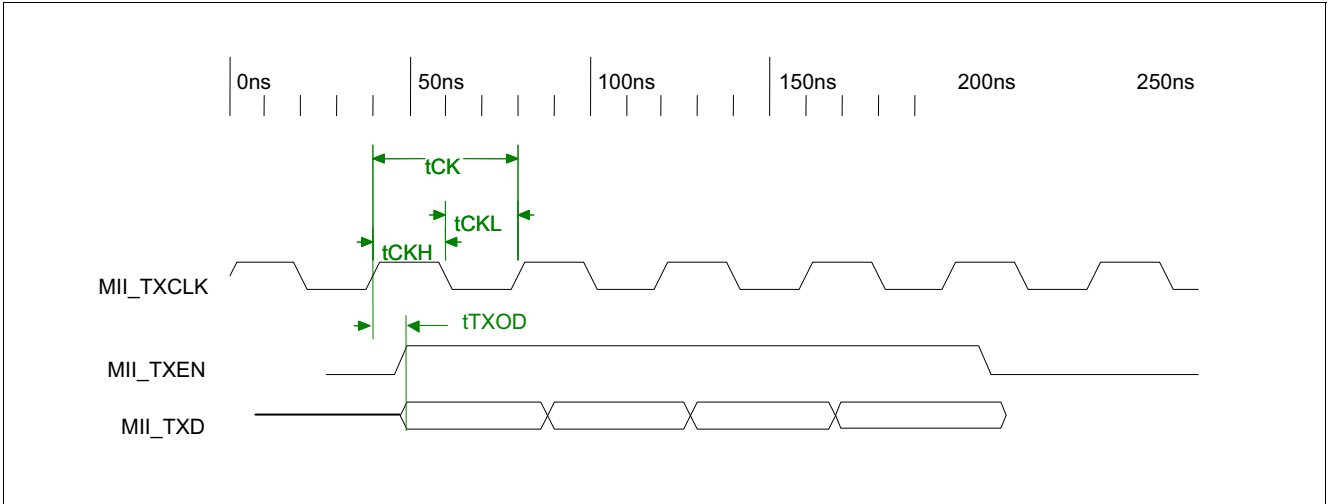 0ns 50ns 100ns 150ns 200ns 250ns
tCK
tCKL
tCKH
MII_TXCLK
tTXOD
MII_TXEN
MII_TXD